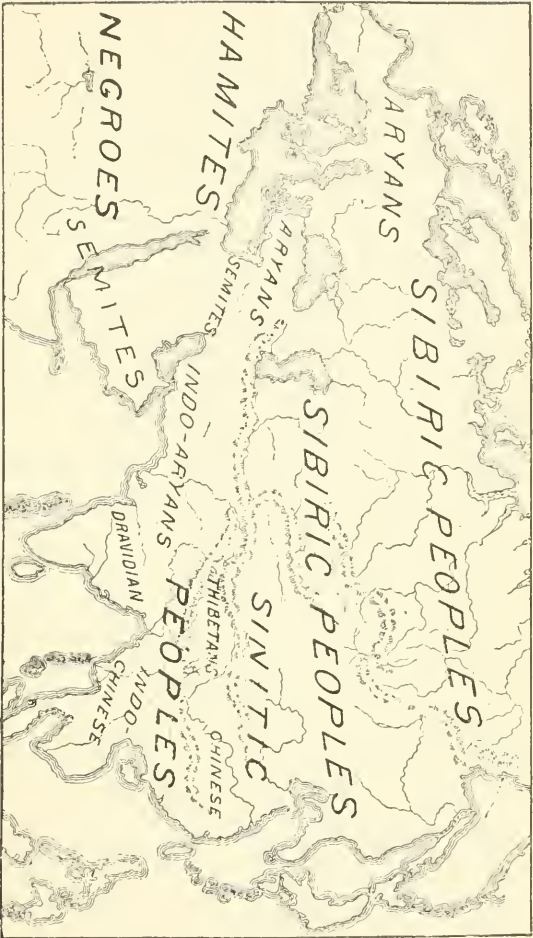 SIBIRIC PEOPLES
ARYANS
SIBIRIC PEOPLES
ARYANS
SINITIC
HAMITES
SEMITES
THIBETANS
CHINESE
INDO-ARYANS
PEOPLES
DRAVIDIAN
INDO-
CHINESE
NEGROES
SEMITES